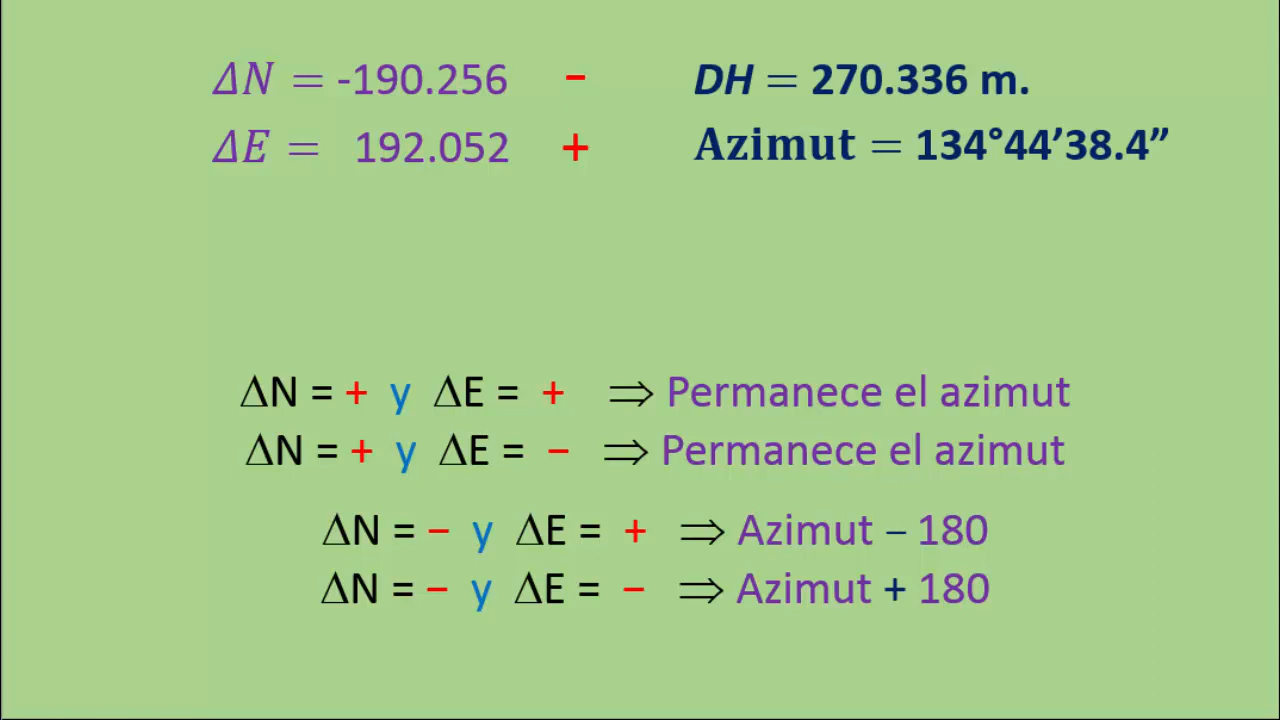 ΔN = -190.256 − DH = 270.336 m.
ΔE = 192.052 + Azimut = 134°44’38.4”
ΔN = + y ΔE = + ⇒ Permanece el azimut
ΔN = + y ΔE = − ⇒ Permanece el azimut
ΔN = − y ΔE = + ⇒ Azimut − 180
ΔN = − y ΔE = − ⇒ Azimut + 180